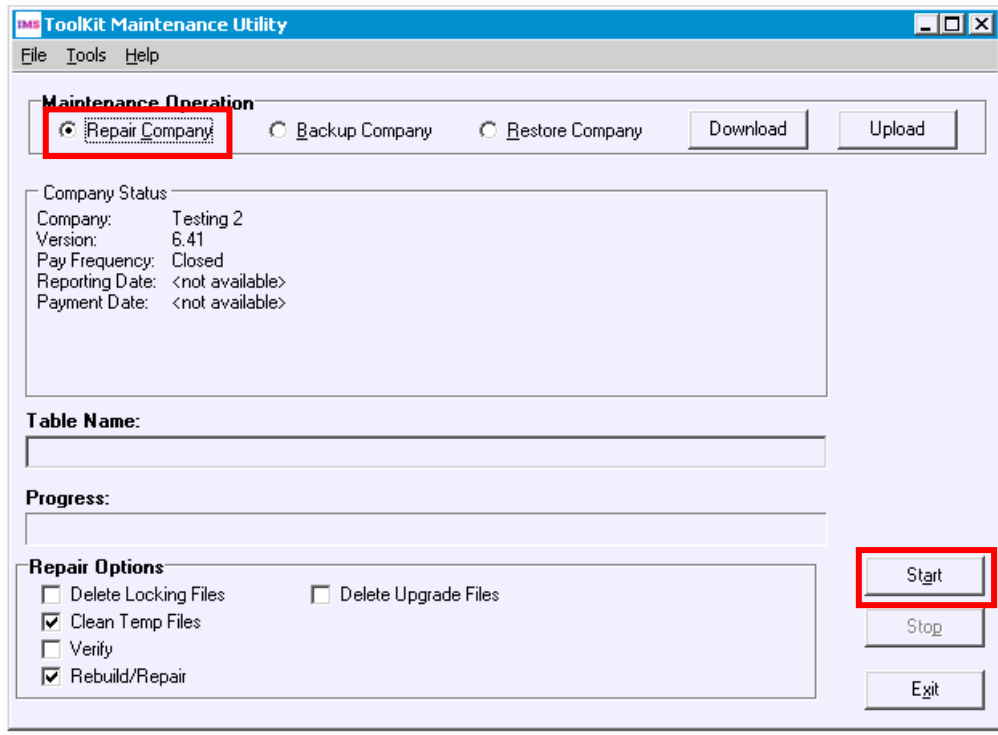 IMS ToolKit Maintenance Utility
File Tools Help
Maintenance Operation
Repair Company Backup Company Restore Company Download Upload
Company Status
Company: Testing 2
Version: 6.41
Pay Frequency: Closed
Reporting Date: <not available>
Payment Date: <not available>
Table Name:
Progress:
Repair Options
Delete Locking Files Delete Upgrade Files
Clean Temp Files
Verify
Rebuild/Repair
Start
Stop
Exit